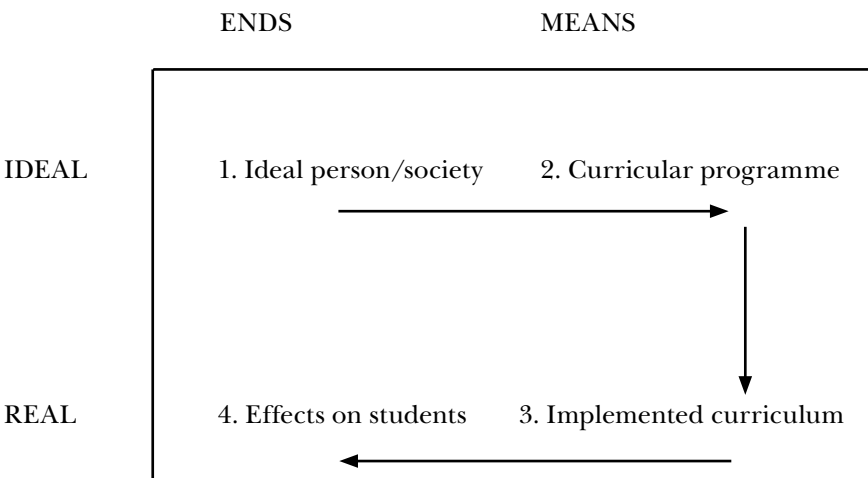 ENDS MEANS
IDEAL 1. Ideal person/society 2. Curricular programme
REAL 4. Effects on students 3. Implemented curriculum